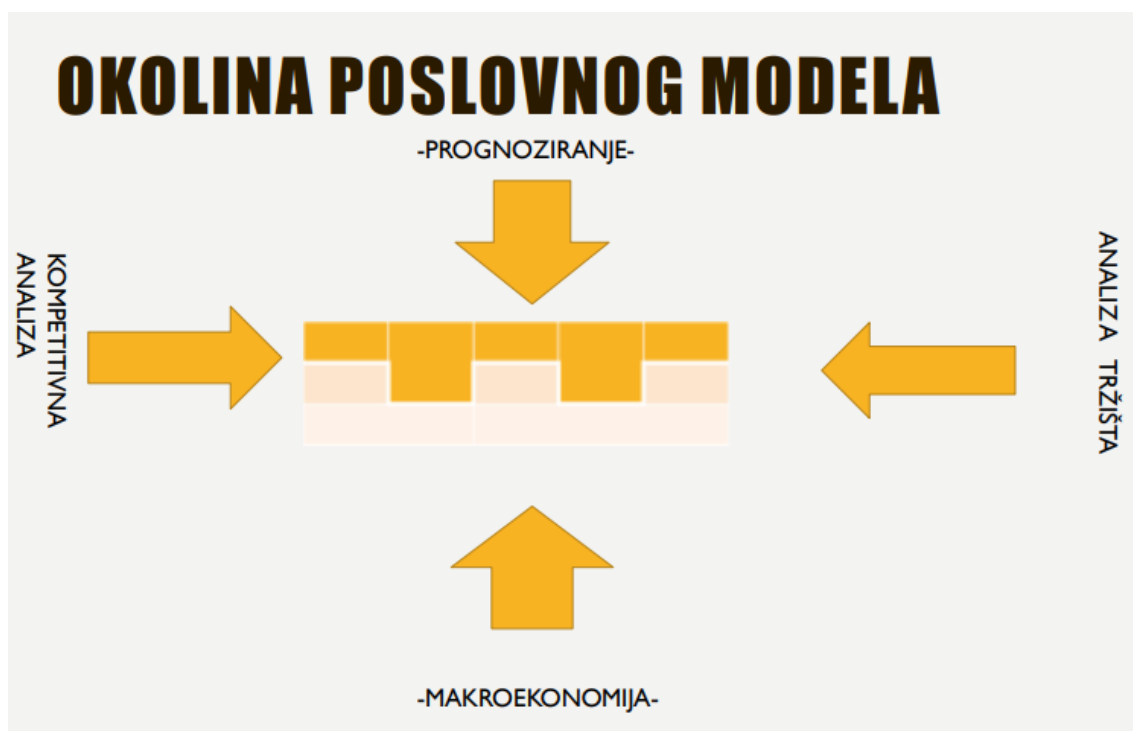 OKOLINA POSLOVNOG MODELA
-PROGNOZIRANJE-
KOMPETITIVNA
ANALIZA
ANALIZA TRŽIŠTA
-MAKROEKONOMIJA-